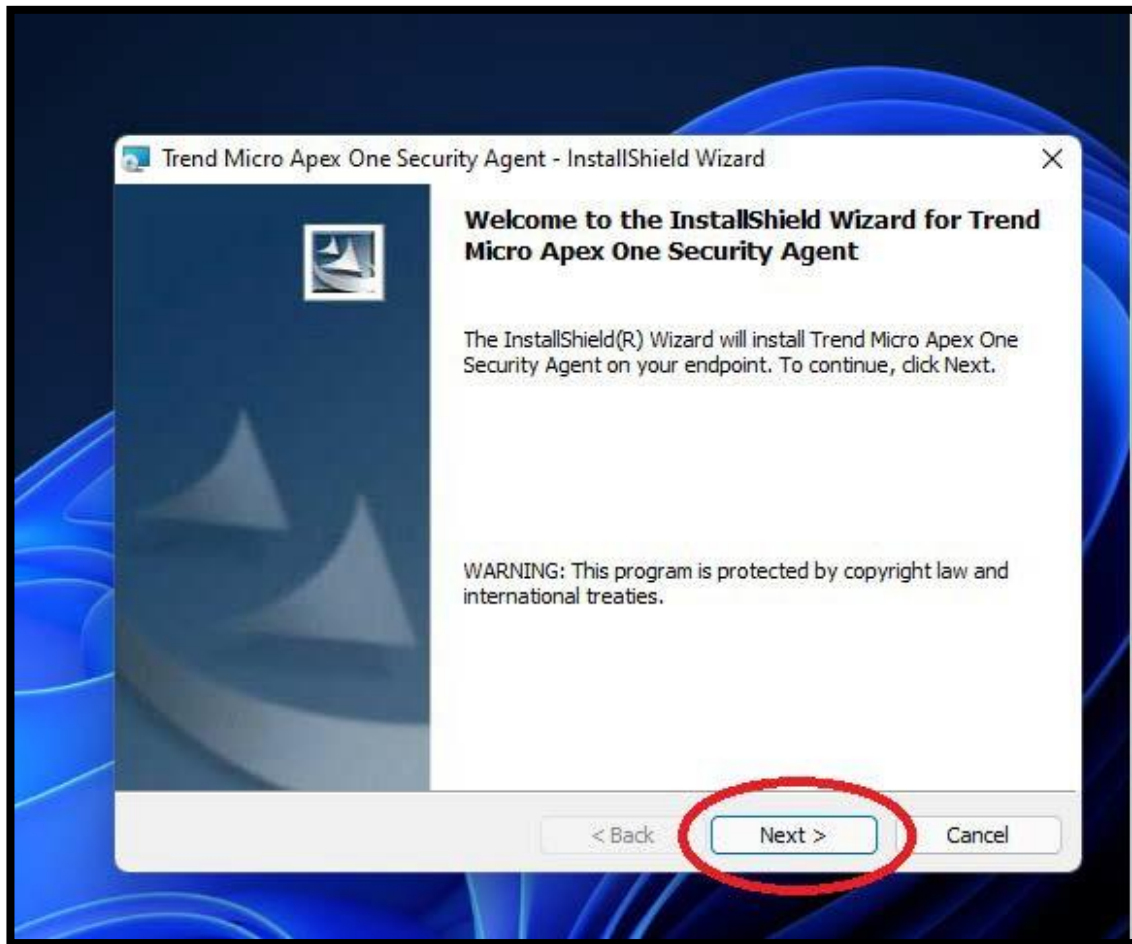 Trend Micro Apex One Security Agent - InstallShield Wizard
Welcome to the InstallShield Wizard for Trend
Micro Apex One Security Agent
The InstallShield(R) Wizard will install Trend Micro Apex One
Security Agent on your endpoint. To continue, click Next.
WARNING: This program is protected by copyright law and
international treaties.
< Back Next > Cancel